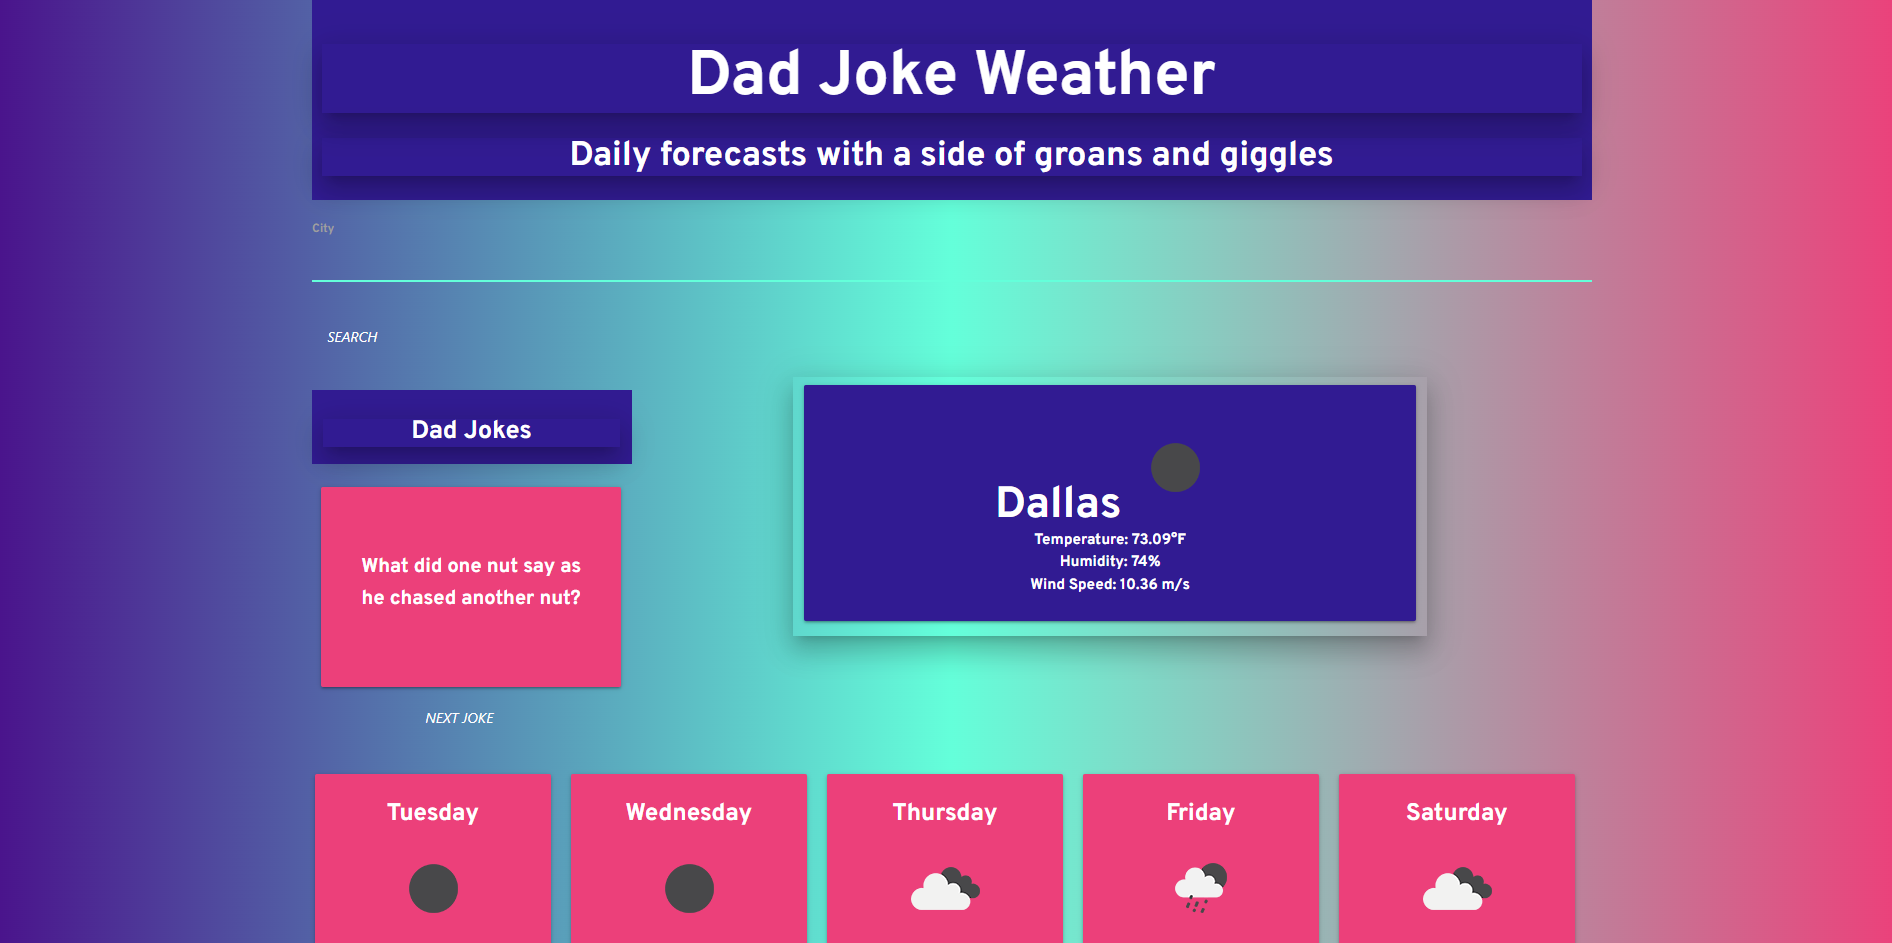 Dad Joke Weather
Daily forecasts with a side of groans and giggles
City
SEARCH
Dad Jokes
What did one nut say as
he chased another nut?
NEXT JOKE
Dallas
Temperature: 73.09°F
Humidity: 74%
Wind Speed: 10.36 m/s
Tuesday
Wednesday
Thursday
Friday
Saturday